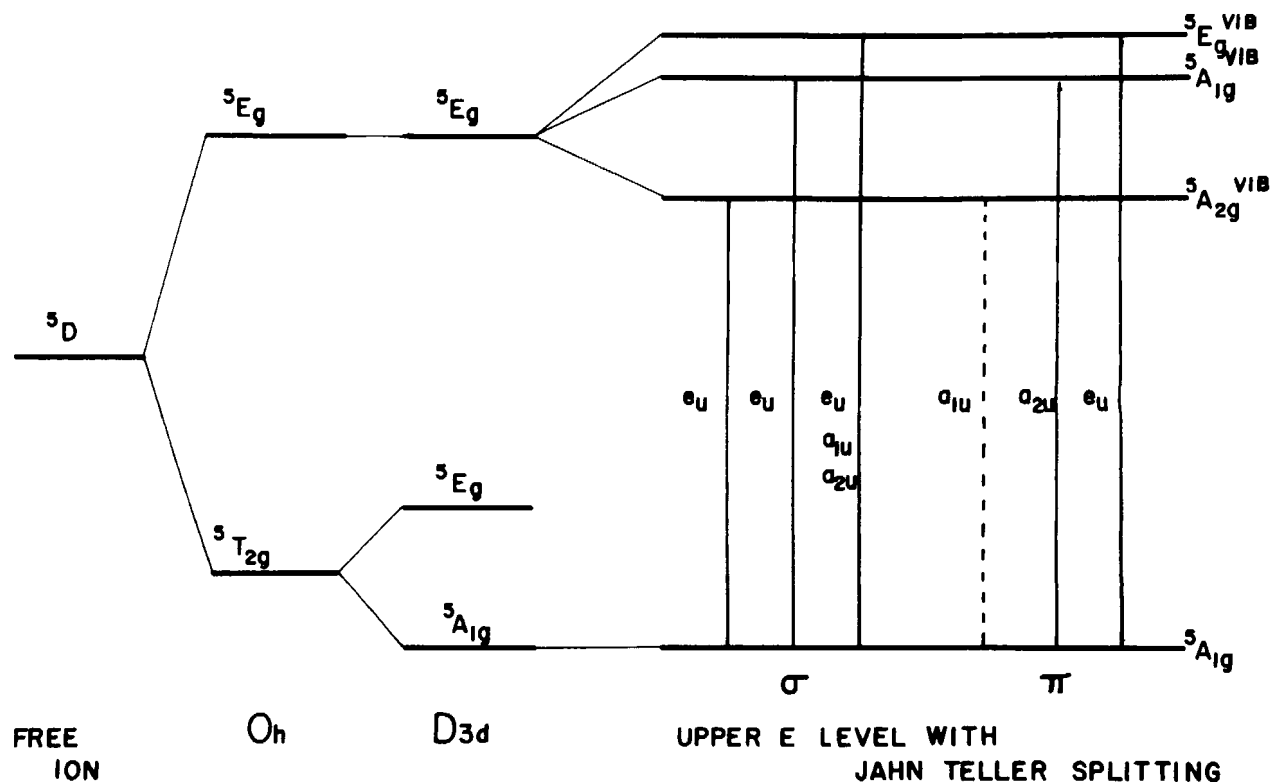 ⁵E_g^VIB
⁵A_1g^VIB
⁵E_g ⁵E_g
⁵A_2g^VIB
⁵D
e_u e_u e_u a_1u a_2u e_u
a_1u
a_2u
⁵E_g
⁵T_2g
⁵A_1g
⁵A_1g
σ π
FREE ION
O_h D_3d
UPPER E LEVEL WITH
JAHN TELLER SPLITTING